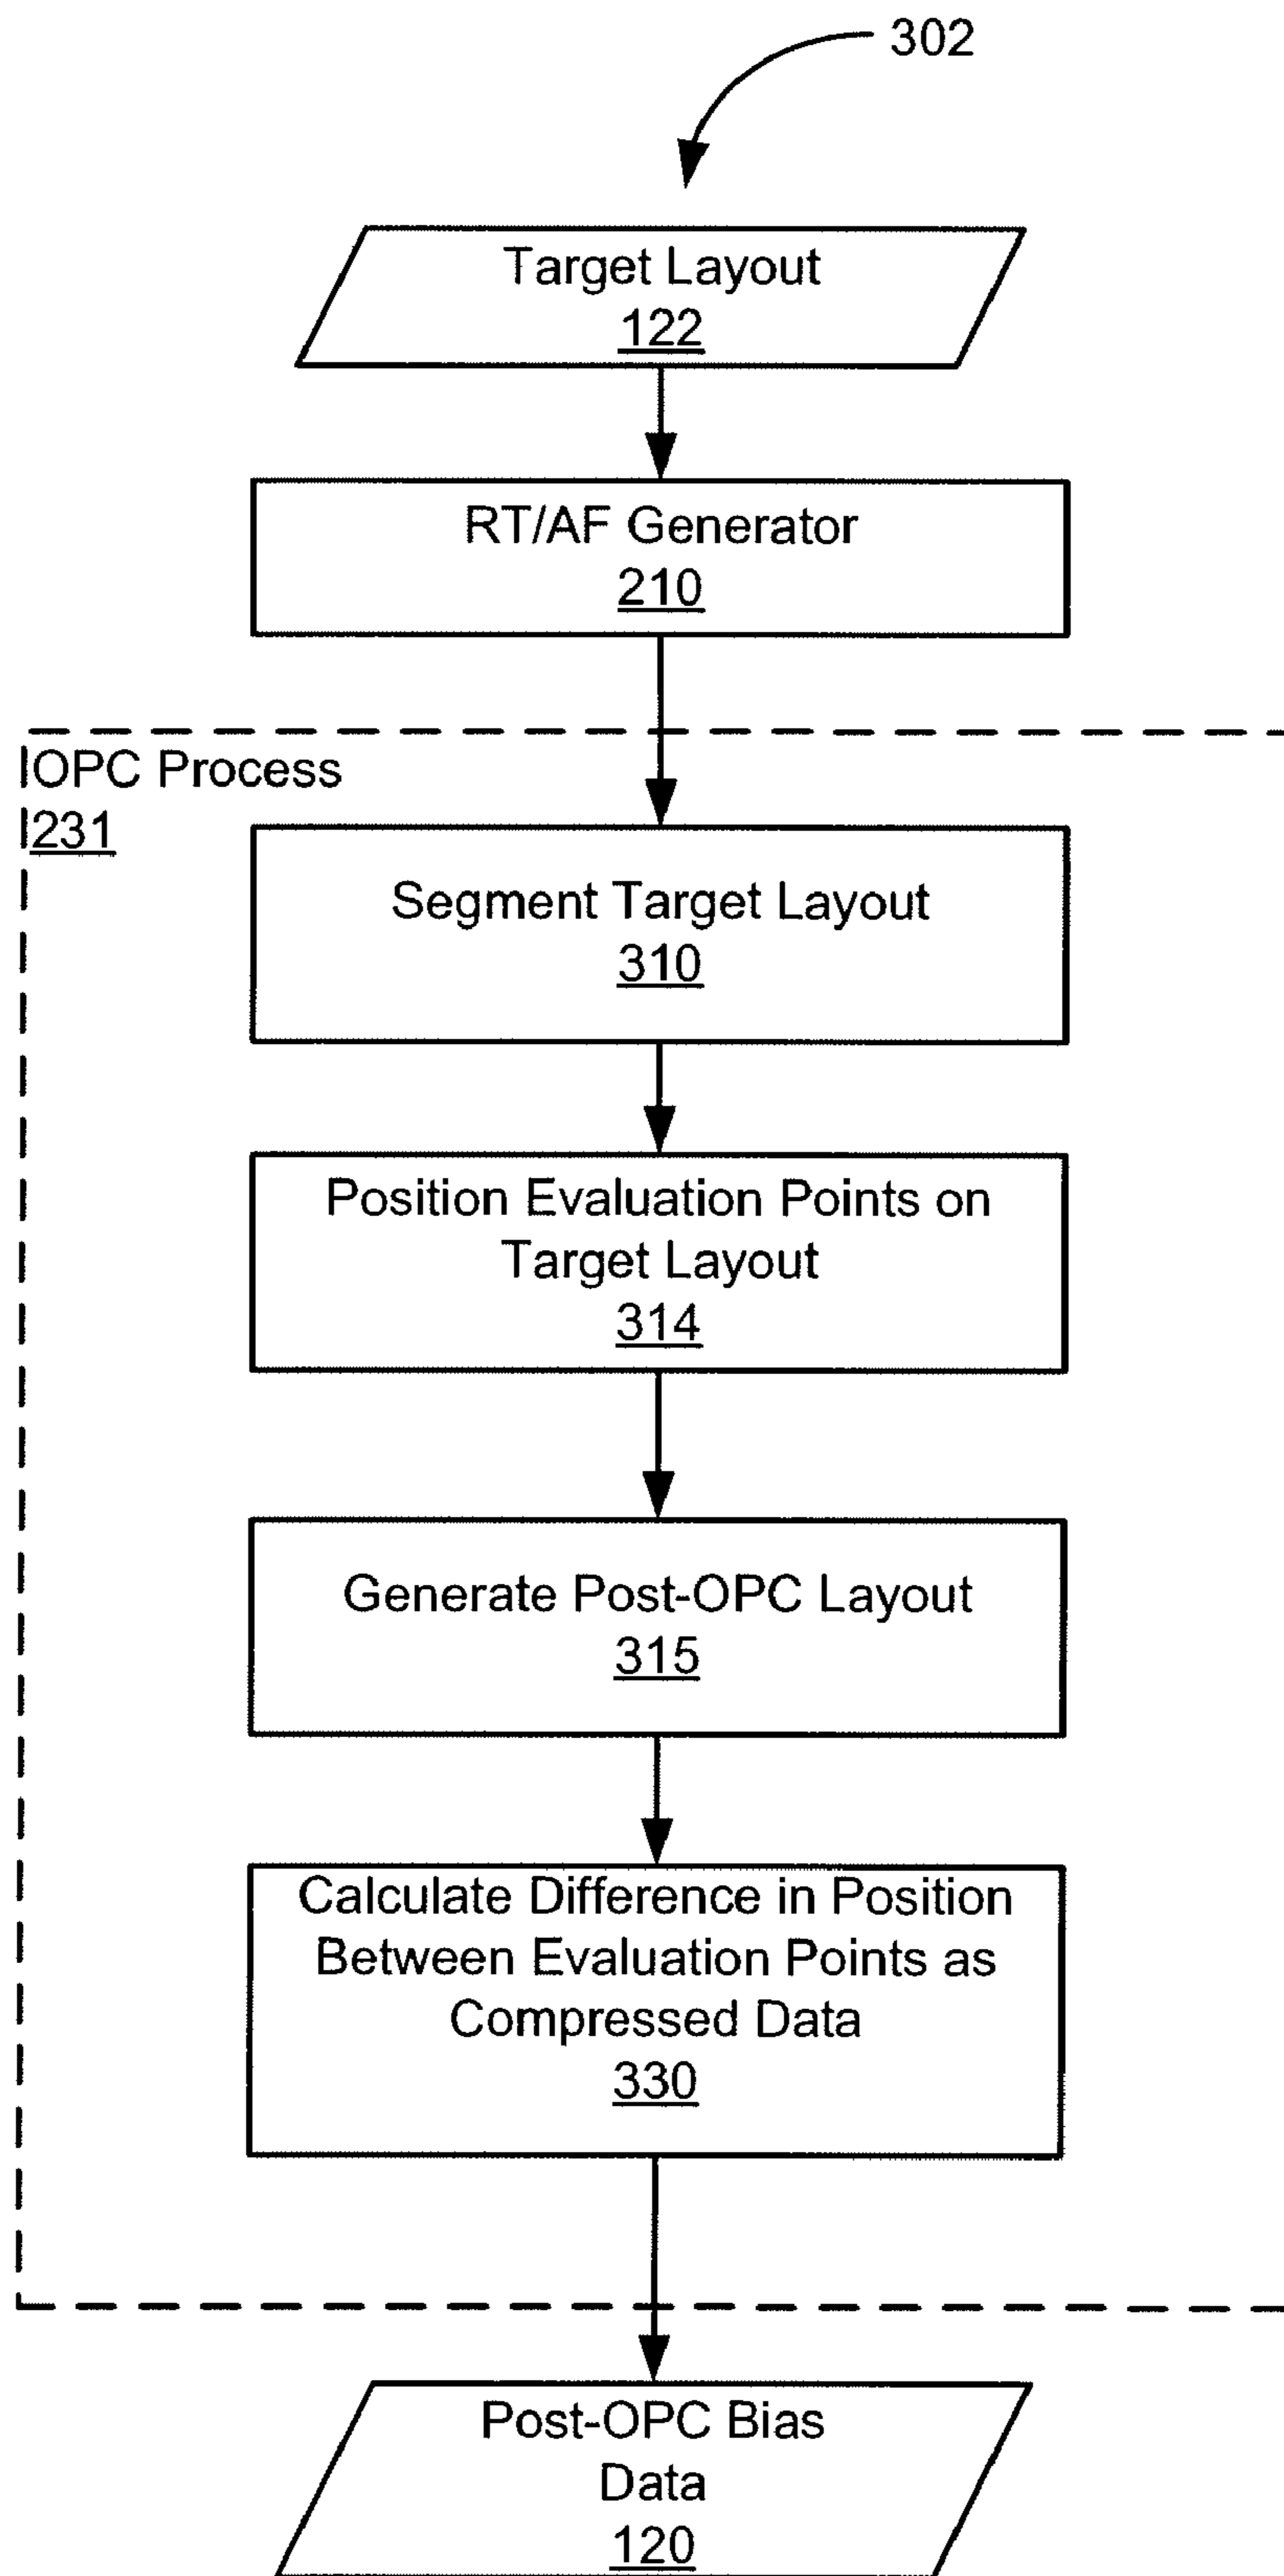 302
Target Layout
122
RT/AF Generator
210
OPC Process
231
Segment Target Layout
310
Position Evaluation Points on
Target Layout
314
Generate Post-OPC Layout
315
Calculate Difference in Position
Between Evaluation Points as
Compressed Data
330
Post-OPC Bias
Data
120